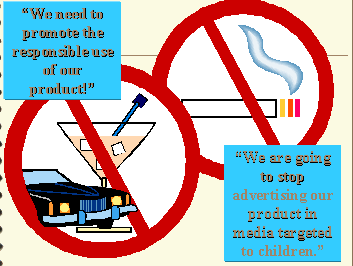 “We need to
promote the
responsible use
of our
product!”
“We are going
to stop
advertising our
product in
media targeted
to children.”